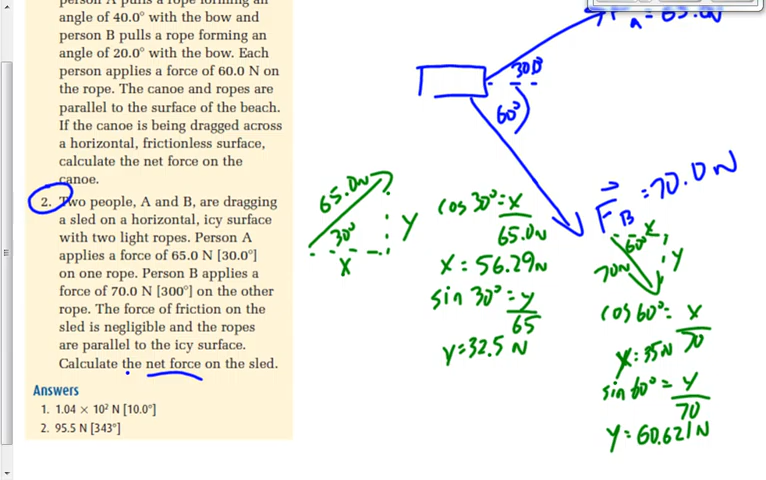 person A pulls a rope forming an
angle of 40.0° with the bow and
person B pulls a rope forming an
angle of 20.0° with the bow. Each
person applies a force of 60.0 N on
the rope. The canoe and ropes are
parallel to the surface of the beach.
If the canoe is being dragged across
a horizontal, frictionless surface,
calculate the net force on the
canoe.
2. Two people, A and B, are dragging
a sled on a horizontal, icy surface
with two light ropes. Person A
applies a force of 65.0 N [30.0°]
on one rope. Person B applies a
force of 70.0 N [300°] on the other
rope. The force of friction on the
sled is negligible and the ropes
are parallel to the icy surface.
Calculate the net force on the sled.
Answers
1. 1.04 × 10² N [10.0°]
2. 95.5 N [343°]
65.0N
30°
Y
X
cos 30° = X
65.0N
X = 56.29N
sin 30° = Y
65
Y = 32.5 N
= 65.0N
60°
F⃗B = 70.0 N
X
60°
Y
70N
cos 60° = X
70
X = 35N
sin 60° = Y
70
Y = 60.621N